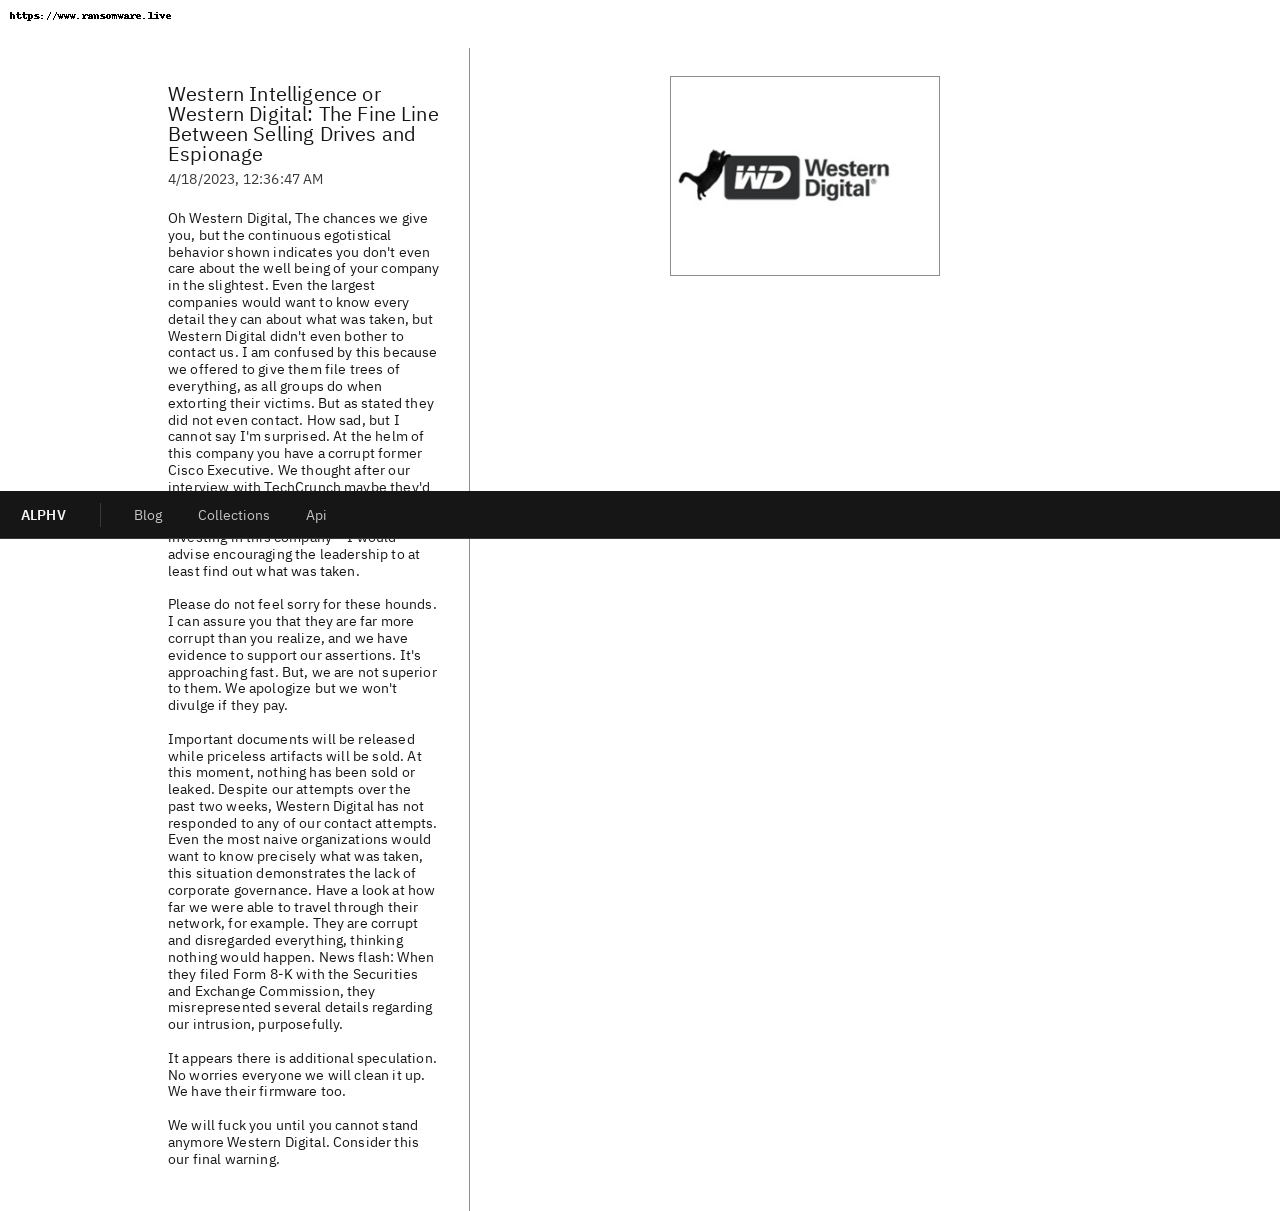 https://www.ransomware.live
Western Intelligence or
Western Digital: The Fine Line
Between Selling Drives and
Espionage
4/18/2023, 12:36:47 AM
Oh Western Digital, The chances we give
you, but the continuous egotistical
behavior shown indicates you don't even
care about the well being of your company
in the slightest. Even the largest
companies would want to know every
detail they can about what was taken, but
Western Digital didn't even bother to
contact us. I am confused by this because
we offered to give them file trees of
everything, as all groups do when
extorting their victims. But as stated they
did not even contact. How sad, but I
cannot say I'm surprised. At the helm of
this company you have a corrupt former
Cisco Executive. We thought after our
interview with TechCrunch maybe they'd
ALPHV
Blog
Collections
Api
investing in this company - I would
advise encouraging the leadership to at
least find out what was taken.
Please do not feel sorry for these hounds.
I can assure you that they are far more
corrupt than you realize, and we have
evidence to support our assertions. It's
approaching fast. But, we are not superior
to them. We apologize but we won't
divulge if they pay.
Important documents will be released
while priceless artifacts will be sold. At
this moment, nothing has been sold or
leaked. Despite our attempts over the
past two weeks, Western Digital has not
responded to any of our contact attempts.
Even the most naive organizations would
want to know precisely what was taken,
this situation demonstrates the lack of
corporate governance. Have a look at how
far we were able to travel through their
network, for example. They are corrupt
and disregarded everything, thinking
nothing would happen. News flash: When
they filed Form 8-K with the Securities
and Exchange Commission, they
misrepresented several details regarding
our intrusion, purposefully.
It appears there is additional speculation.
No worries everyone we will clean it up.
We have their firmware too.
We will fuck you until you cannot stand
anymore Western Digital. Consider this
our final warning.
WD Western
Digital®